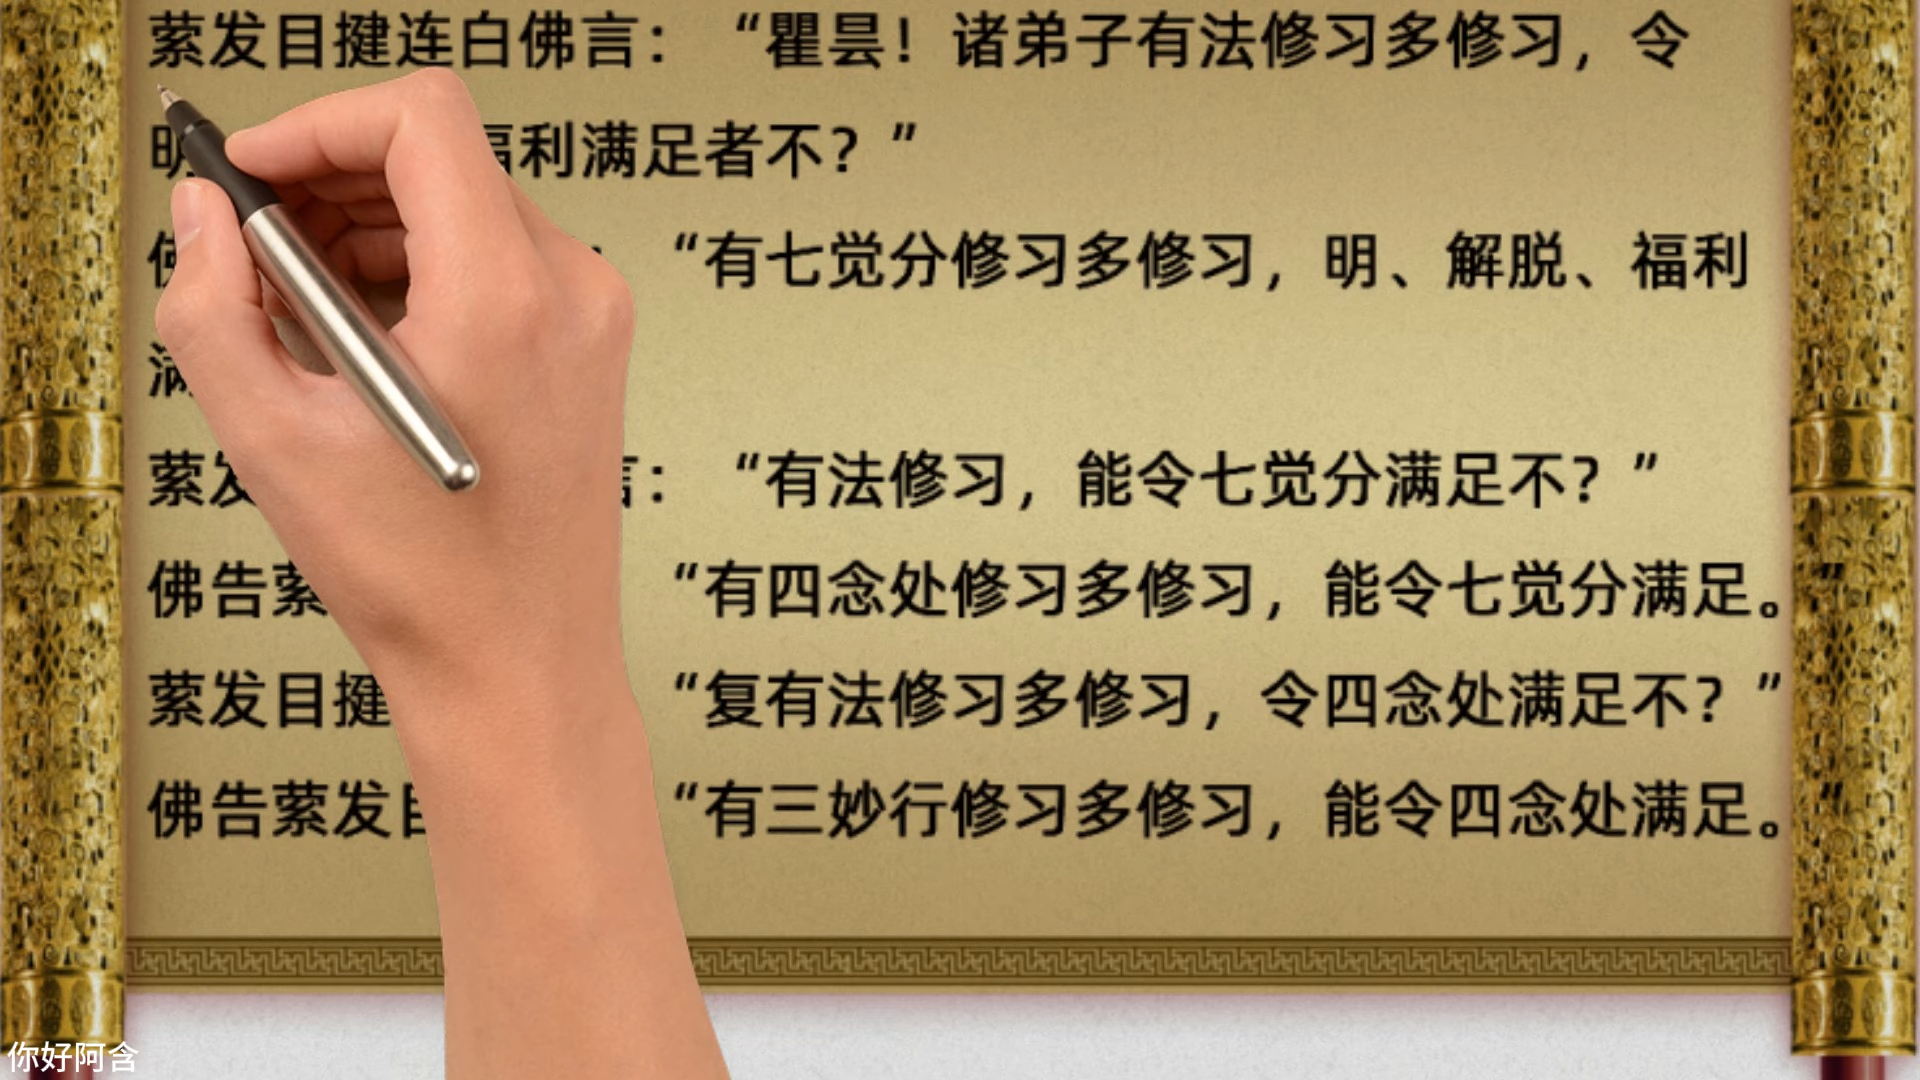 萦发目揵连白佛言：“瞿昙！诸弟子有法修习多修习，令
明 福利满足者不？”
佛 ：“有七觉分修习多修习，明、解脱、福利
满
萦发 言：“有法修习，能令七觉分满足不？”
佛告萦 “有四念处修习多修习，能令七觉分满足。”
萦发目揵 “复有法修习多修习，令四念处满足不？”
佛告萦发目 “有三妙行修习多修习，能令四念处满足。”
你好阿含